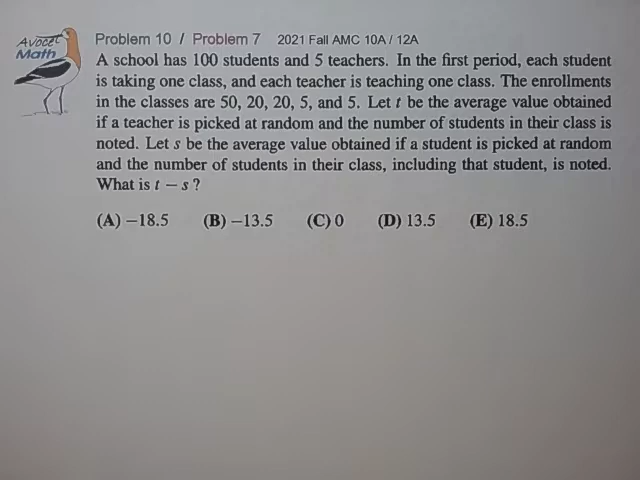 Avocet
Math
Problem 10 / Problem 7 2021 Fall AMC 10A / 12A
A school has 100 students and 5 teachers. In the first period, each student
is taking one class, and each teacher is teaching one class. The enrollments
in the classes are 50, 20, 20, 5, and 5. Let t be the average value obtained
if a teacher is picked at random and the number of students in their class is
noted. Let s be the average value obtained if a student is picked at random
and the number of students in their class, including that student, is noted.
What is t − s ?
(A) −18.5 (B) −13.5 (C) 0 (D) 13.5 (E) 18.5